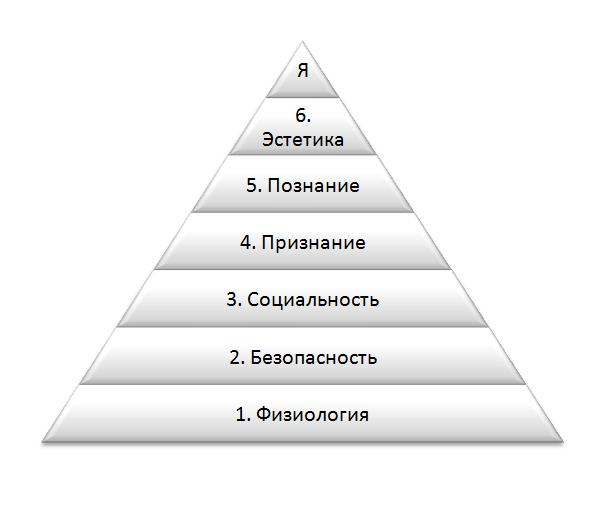 Я
6.
Эстетика
5. Познание
4. Признание
3. Социальность
2. Безопасность
1. Физиология